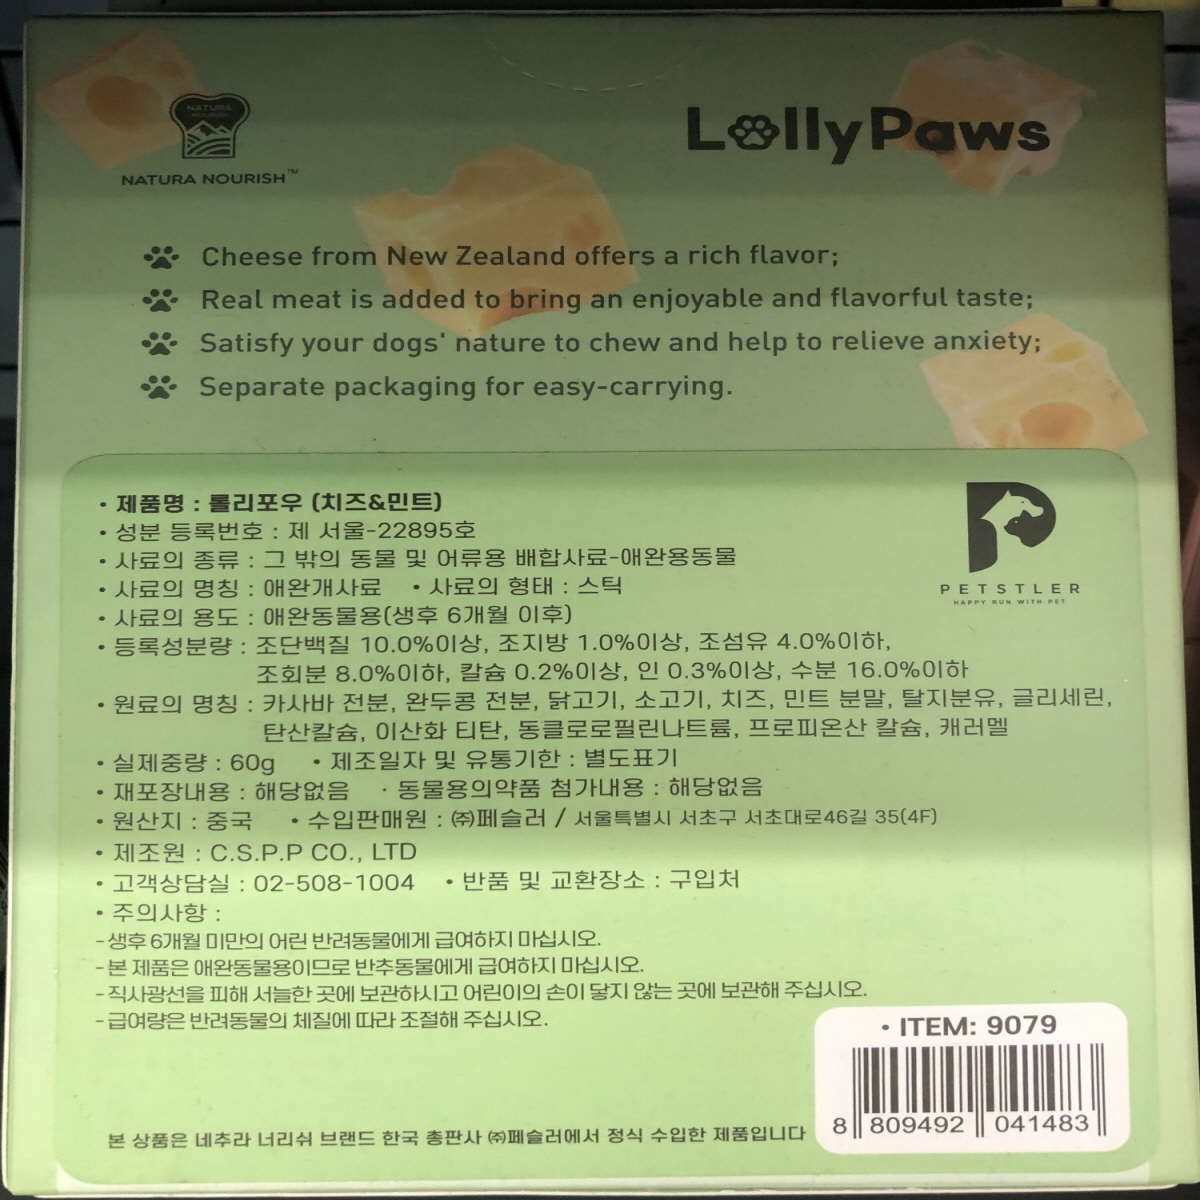 NATURA NOURISH
NATURA NOURISH™
LollyPaws
Cheese from New Zealand offers a rich flavor;
Real meat is added to bring an enjoyable and flavorful taste;
Satisfy your dogs' nature to chew and help to relieve anxiety;
Separate packaging for easy-carrying.
• 제품명 : 롤리포우 (치즈&민트)
• 성분 등록번호 : 제 서울-22895호
• 사료의 종류 : 그 밖의 동물 및 어류용 배합사료-애완용동물
• 사료의 명칭 : 애완개사료 • 사료의 형태 : 스틱
• 사료의 용도 : 애완동물용(생후 6개월 이후)
PETSTLER
HAPPY RUN WITH PET
• 등록성분량 : 조단백질 10.0%이상, 조지방 1.0%이상, 조섬유 4.0%이하,
조회분 8.0%이하, 칼슘 0.2%이상, 인 0.3%이상, 수분 16.0%이하
• 원료의 명칭 : 카사바 전분, 완두콩 전분, 닭고기, 소고기, 치즈, 민트 분말, 탈지분유, 글리세린,
탄산칼슘, 이산화 티탄, 동클로로필린나트륨, 프로피온산 칼슘, 캐러멜
• 실제중량 : 60g • 제조일자 및 유통기한 : 별도표기
• 재포장내용 : 해당없음 · 동물용의약품 첨가내용 : 해당없음
• 원산지 : 중국 • 수입판매원 : ㈜페슬러 / 서울특별시 서초구 서초대로46길 35(4F)
• 제조원 : C.S.P.P CO., LTD
• 고객상담실 : 02-508-1004 • 반품 및 교환장소 : 구입처
• 주의사항 :
- 생후 6개월 미만의 어린 반려동물에게 급여하지 마십시오.
- 본 제품은 애완동물용이므로 반추동물에게 급여하지 마십시오.
- 직사광선을 피해 서늘한 곳에 보관하시고 어린이의 손이 닿지 않는 곳에 보관해 주십시오.
- 급여량은 반려동물의 체질에 따라 조절해 주십시오.
• ITEM: 9079
8 809492 041483
본 상품은 네추라 너리쉬 브랜드 한국 총판사 ㈜페슬러에서 정식 수입한 제품입니다